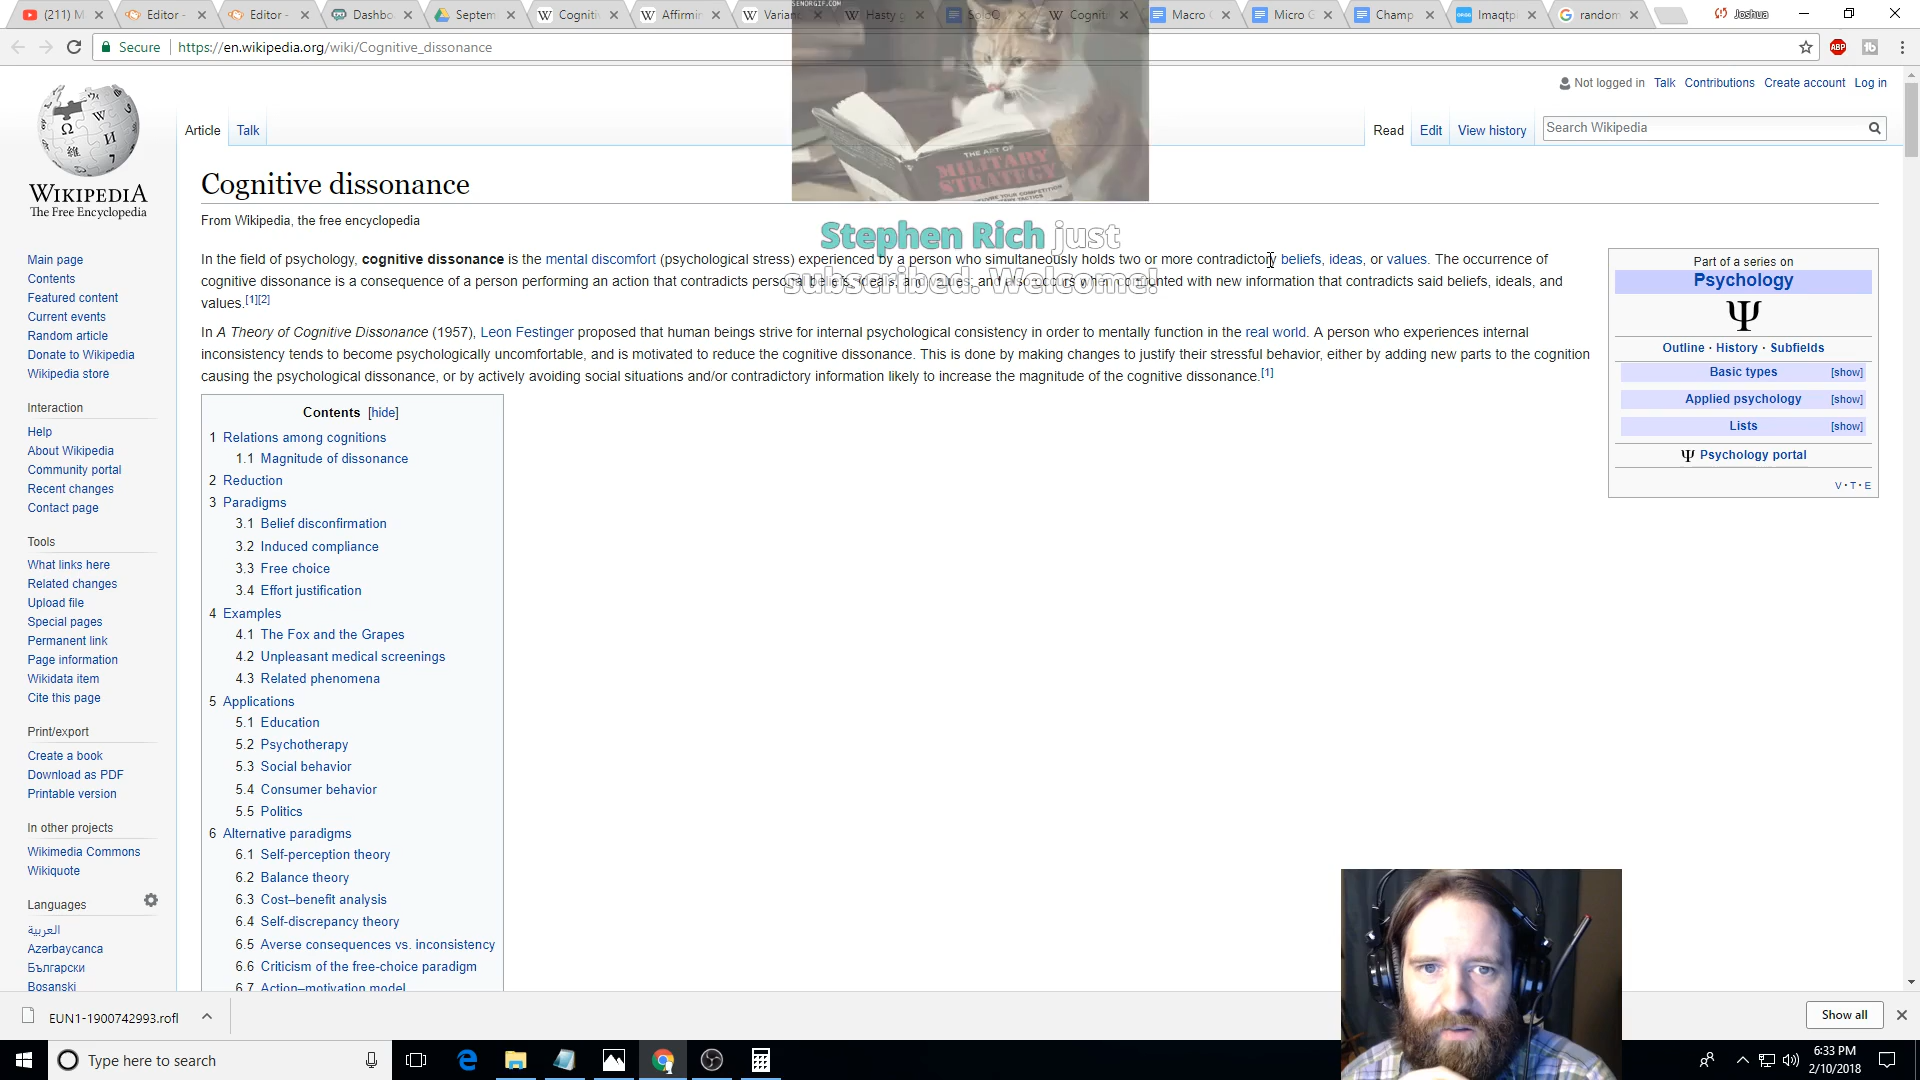 (211) M
Editor -
Editor -
Dashbo
Septem
Cogniti
Affirmin
Varian
Hasty g
SoloQ
Cognit
Macro
Micro G
Champ
Imaqtpi
random
Joshua
SENORGIF.COM
Secure | https://en.wikipedia.org/wiki/Cognitive_dissonance
ABP
Not logged in Talk Contributions Create account Log in
Article Talk
Read Edit View history Search Wikipedia
WIKIPEDIA
The Free Encyclopedia
THE ART OF
MILITARY
STRATEGY
Cognitive dissonance
From Wikipedia, the free encyclopedia
Stephen Rich just
subscribed. Welcome!
In the field of psychology, cognitive dissonance is the mental discomfort (psychological stress) experienced by a person who simultaneously holds two or more contradictory beliefs, ideas, or values. The occurrence of
cognitive dissonance is a consequence of a person performing an action that contradicts personal beliefs, ideals, and values; and also occurs when confronted with new information that contradicts said beliefs, ideals, and
values.[1][2]
In A Theory of Cognitive Dissonance (1957), Leon Festinger proposed that human beings strive for internal psychological consistency in order to mentally function in the real world. A person who experiences internal
inconsistency tends to become psychologically uncomfortable, and is motivated to reduce the cognitive dissonance. This is done by making changes to justify their stressful behavior, either by adding new parts to the cognition
causing the psychological dissonance, or by actively avoiding social situations and/or contradictory information likely to increase the magnitude of the cognitive dissonance.[1]
Part of a series on
Psychology
Ψ
Outline · History · Subfields
Basic types [show]
Applied psychology [show]
Lists [show]
Ψ Psychology portal
V · T · E
Main page
Contents
Featured content
Current events
Random article
Donate to Wikipedia
Wikipedia store
Interaction
Help
About Wikipedia
Community portal
Recent changes
Contact page
Tools
What links here
Related changes
Upload file
Special pages
Permanent link
Page information
Wikidata item
Cite this page
Print/export
Create a book
Download as PDF
Printable version
In other projects
Wikimedia Commons
Wikiquote
Languages
العربية
Azərbaycanca
Български
Bosanski
Contents [hide]
1 Relations among cognitions
1.1 Magnitude of dissonance
2 Reduction
3 Paradigms
3.1 Belief disconfirmation
3.2 Induced compliance
3.3 Free choice
3.4 Effort justification
4 Examples
4.1 The Fox and the Grapes
4.2 Unpleasant medical screenings
4.3 Related phenomena
5 Applications
5.1 Education
5.2 Psychotherapy
5.3 Social behavior
5.4 Consumer behavior
5.5 Politics
6 Alternative paradigms
6.1 Self-perception theory
6.2 Balance theory
6.3 Cost–benefit analysis
6.4 Self-discrepancy theory
6.5 Averse consequences vs. inconsistency
6.6 Criticism of the free-choice paradigm
6.7 Action–motivation model
EUN1-1900742993.rofl
Show all
Type here to search
6:33 PM
2/10/2018